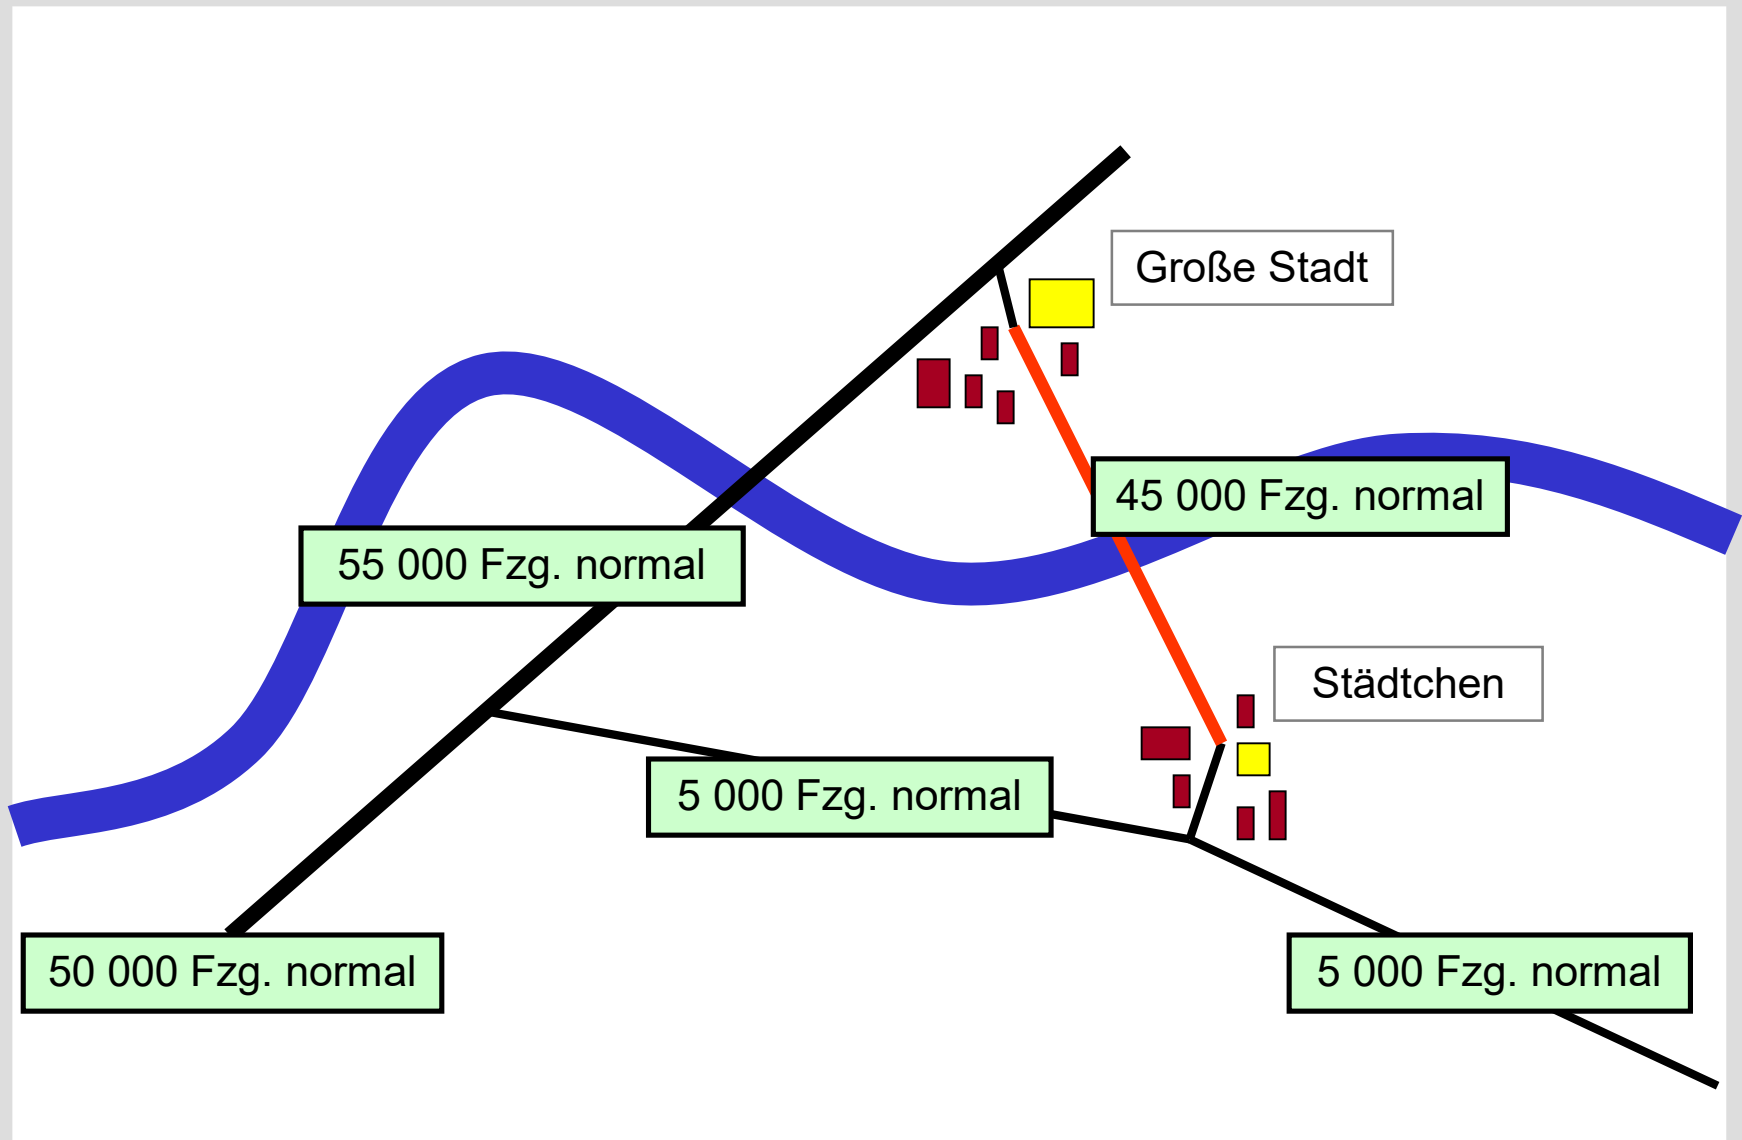 Große Stadt
45 000 Fzg. normal
55 000 Fzg. normal
Städtchen
5 000 Fzg. normal
50 000 Fzg. normal
5 000 Fzg. normal